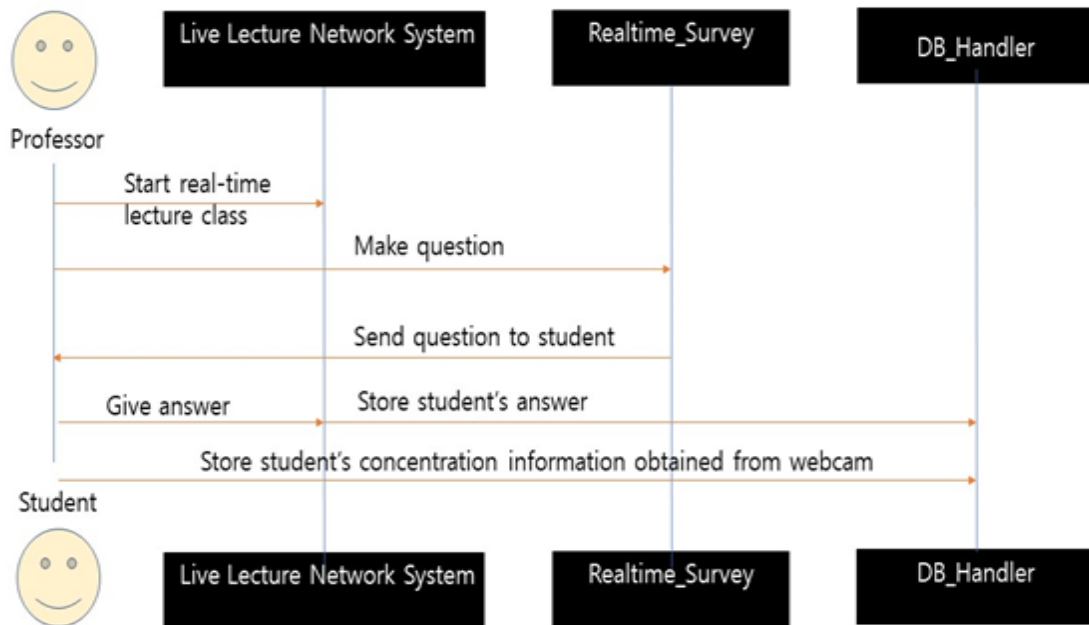 Live Lecture Network System
Realtime_Survey
DB_Handler
Professor
Start real-time
lecture class
Make question
Send question to student
Give answer
Store student's answer
Store student's concentration information obtained from webcam
Student
Live Lecture Network System
Realtime_Survey
DB_Handler